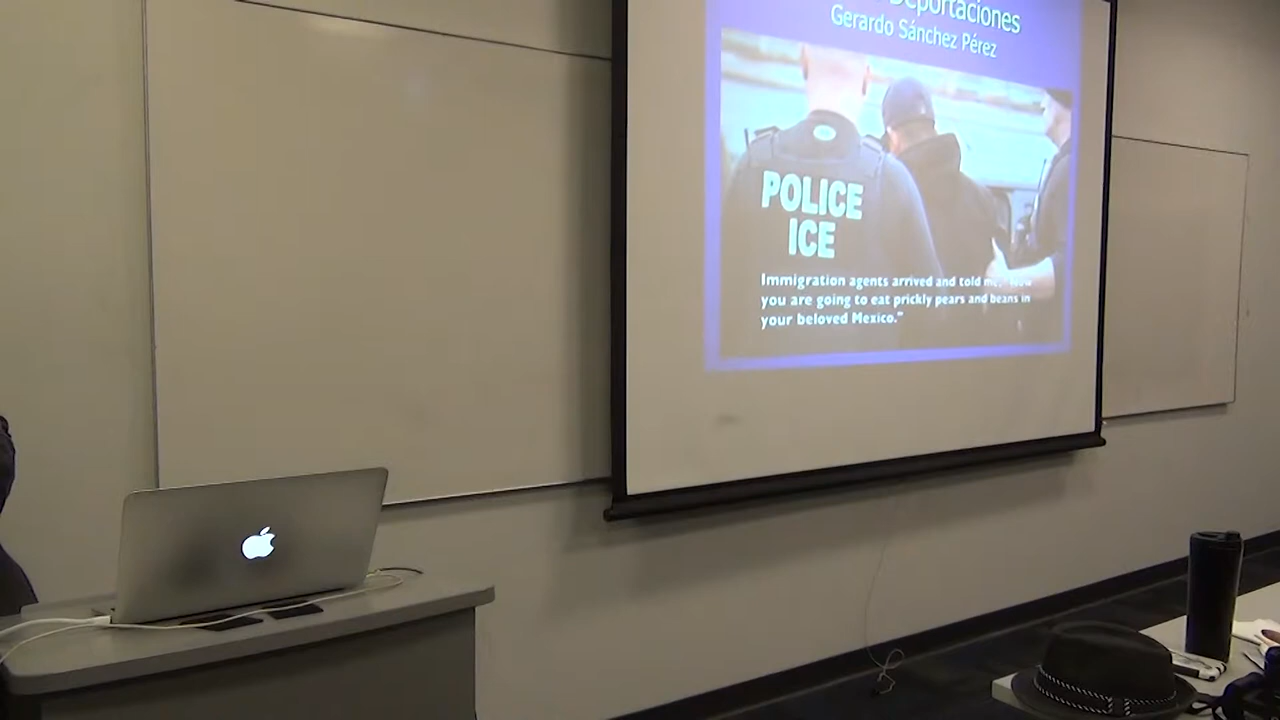 Deportaciones
Gerardo Sánchez Pérez
POLICE
ICE
Immigration agents arrived and told me, "Now
you are going to eat prickly pears and beans in
your beloved Mexico."